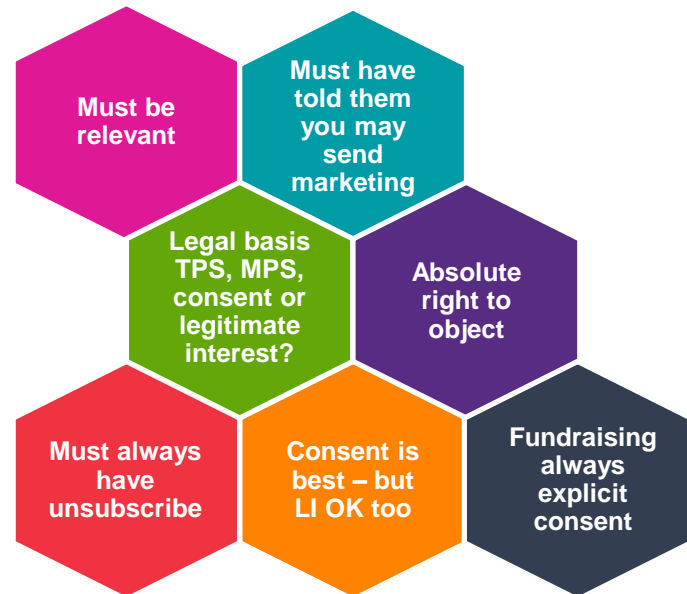 Must be
relevant
Must have
told them
you may
send
marketing
Legal basis
TPS, MPS,
consent or
legitimate
interest?
Absolute
right to
object
Must always
have
unsubscribe
Consent is
best – but
LI OK too
Fundraising
always
explicit
consent